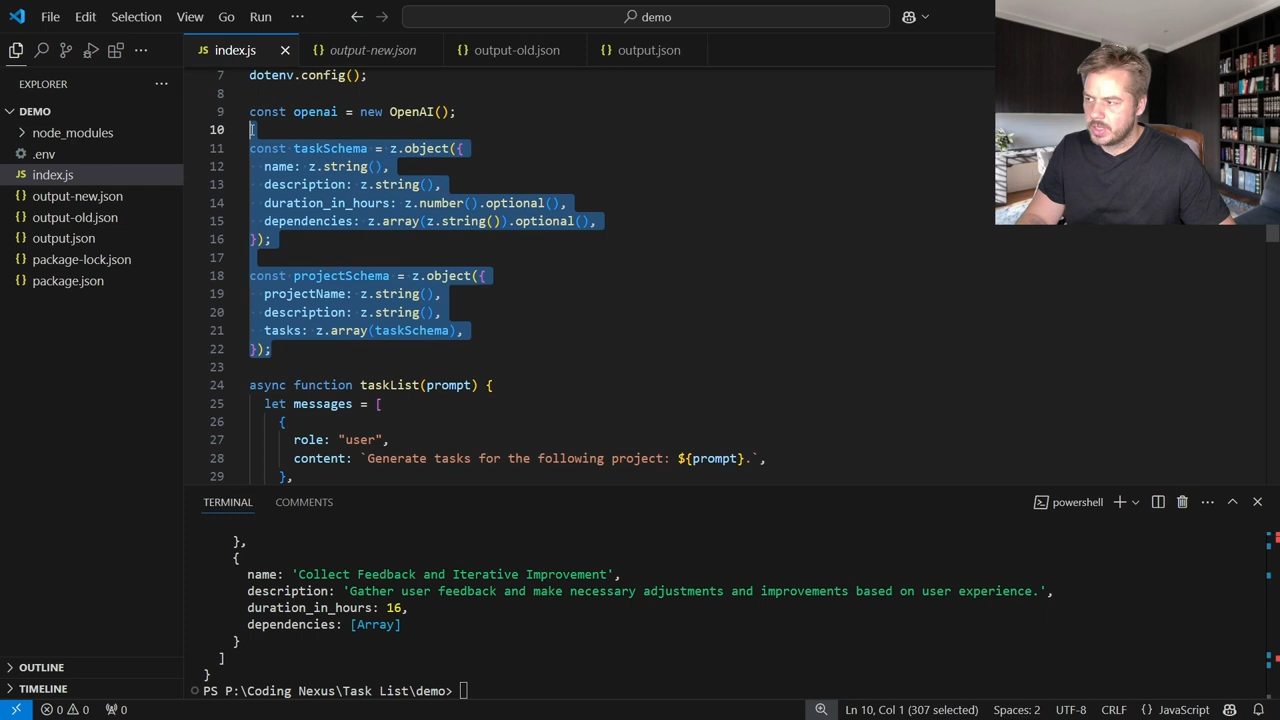 File Edit Selection View Go Run ··· demo
index.js output-new.json output-old.json output.json
EXPLORER
DEMO
node_modules
.env
index.js
output-new.json
output-old.json
output.json
package-lock.json
package.json
OUTLINE
TIMELINE
7 dotenv.config();
8
9 const openai = new OpenAI();
10
11 const taskSchema = z.object({
12 name: z.string(),
13 description: z.string(),
14 duration_in_hours: z.number().optional(),
15 dependencies: z.array(z.string()).optional(),
16 });
17
18 const projectSchema = z.object({
19 projectName: z.string(),
20 description: z.string(),
21 tasks: z.array(taskSchema),
22 });
23
24 async function taskList(prompt) {
25 let messages = [
26 {
27 role: "user",
28 content: `Generate tasks for the following project: ${prompt}.`,
29 },
TERMINAL COMMENTS powershell
},
{
name: 'Collect Feedback and Iterative Improvement',
description: 'Gather user feedback and make necessary adjustments and improvements based on user experience.',
duration_in_hours: 16,
dependencies: [Array]
}
]
}
PS P:\Coding Nexus\Task List\demo>
0 0 0 Ln 10, Col 1 (307 selected) Spaces: 2 UTF-8 CRLF {} JavaScript